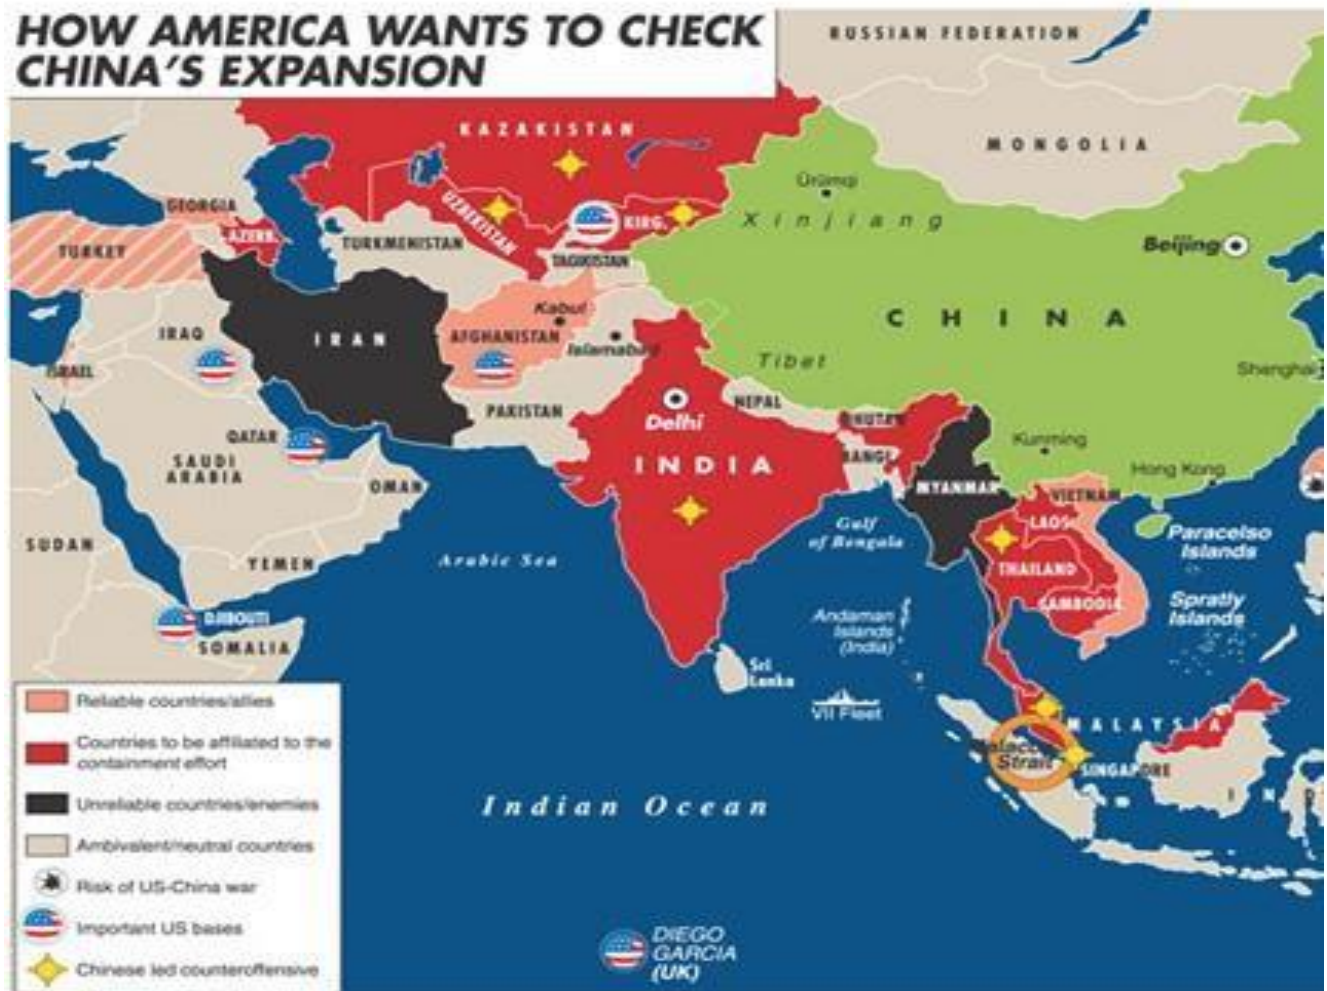 HOW AMERICA WANTS TO CHECK
CHINA'S EXPANSION
RUSSIAN FEDERATION
KAZAKISTAN
MONGOLIA
Ürümqi
Xinjiang
GEORGIA
UZBEKISTAN
KIRG.
AZERB.
TURKMENISTAN
TURKEY
TAGIKISTAN
Beijing
Kabul
CHINA
IRAQ
IRAN
AFGHANISTAN
Islamabad
Tibet
ISRAEL
Shanghai
PAKISTAN
Delhi
NEPAL
BHUTAN
QATAR
Kunming
SAUDI
ARABIA
INDIA
BANGL
Hong Kong
OMAN
MYANMAR
VIETNAM
LAOS
Gulf
of Bengala
Paracelso
Islands
SUDAN
YEMEN
Arabic Sea
THAILAND
CAMBODIA
Spratly
Islands
DJIBOUTI
SOMALIA
Andaman
Islands
(India)
Sri
Lanka
VII Fleet
MALAYSIA
Malacca
Strait
SINGAPORE
Indian Ocean
Reliable countries/allies
Countries to be affiliated to the
containment effort
Unreliable countries/enemies
Ambivalent/neutral countries
Risk of US-China war
Important US bases
Chinese led counteroffensive
DIEGO
GARCIA
(UK)